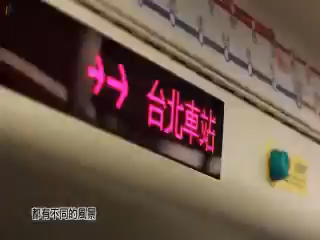 →→ 台北車站
都有不同的風景